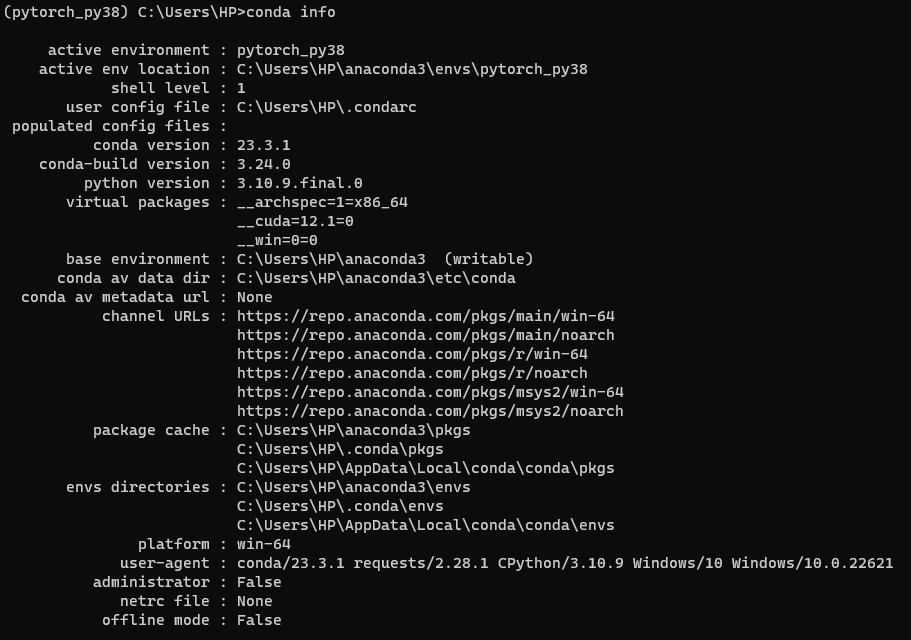 (pytorch_py38) C:\Users\HP>conda info
active environment : pytorch_py38
active env location : C:\Users\HP\anaconda3\envs\pytorch_py38
shell level : 1
user config file : C:\Users\HP\.condarc
populated config files :
conda version : 23.3.1
conda-build version : 3.24.0
python version : 3.10.9.final.0
virtual packages : __archspec=1=x86_64
__cuda=12.1=0
__win=0=0
base environment : C:\Users\HP\anaconda3  (writable)
conda av data dir : C:\Users\HP\anaconda3\etc\conda
conda av metadata url : None
channel URLs : https://repo.anaconda.com/pkgs/main/win-64
https://repo.anaconda.com/pkgs/main/noarch
https://repo.anaconda.com/pkgs/r/win-64
https://repo.anaconda.com/pkgs/r/noarch
https://repo.anaconda.com/pkgs/msys2/win-64
https://repo.anaconda.com/pkgs/msys2/noarch
package cache : C:\Users\HP\anaconda3\pkgs
C:\Users\HP\.conda\pkgs
C:\Users\HP\AppData\Local\conda\conda\pkgs
envs directories : C:\Users\HP\anaconda3\envs
C:\Users\HP\.conda\envs
C:\Users\HP\AppData\Local\conda\conda\envs
platform : win-64
user-agent : conda/23.3.1 requests/2.28.1 CPython/3.10.9 Windows/10 Windows/10.0.22621
administrator : False
netrc file : None
offline mode : False